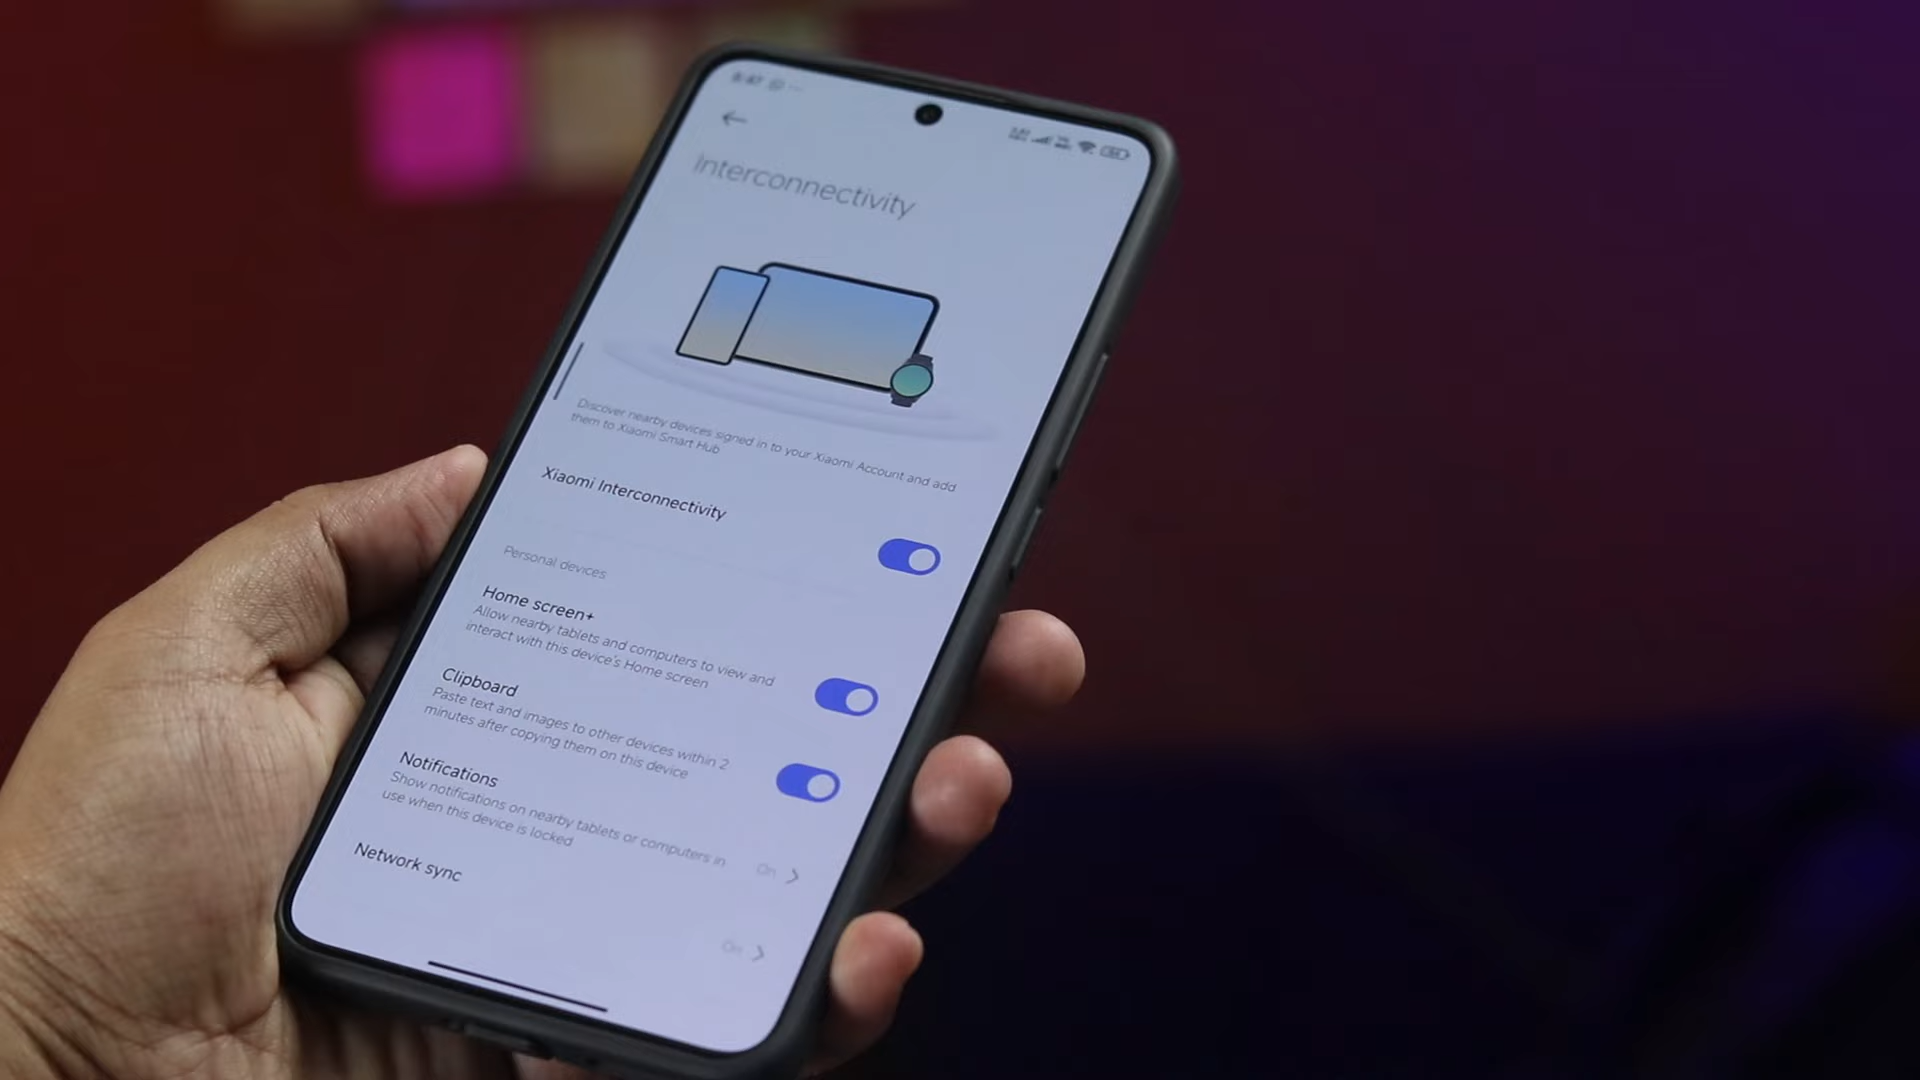 Interconnectivity
Discover nearby devices signed in to your Xiaomi Account and add
them to Xiaomi Smart Hub
Xiaomi Interconnectivity
Personal devices
Home screen+
Allow nearby tablets and computers to view and
interact with this device's Home screen
Clipboard
Paste text and images to other devices within 2
minutes after copying them on this device
Notifications
Show notifications on nearby tablets or computers in
use when this device is locked
On
Network sync
On